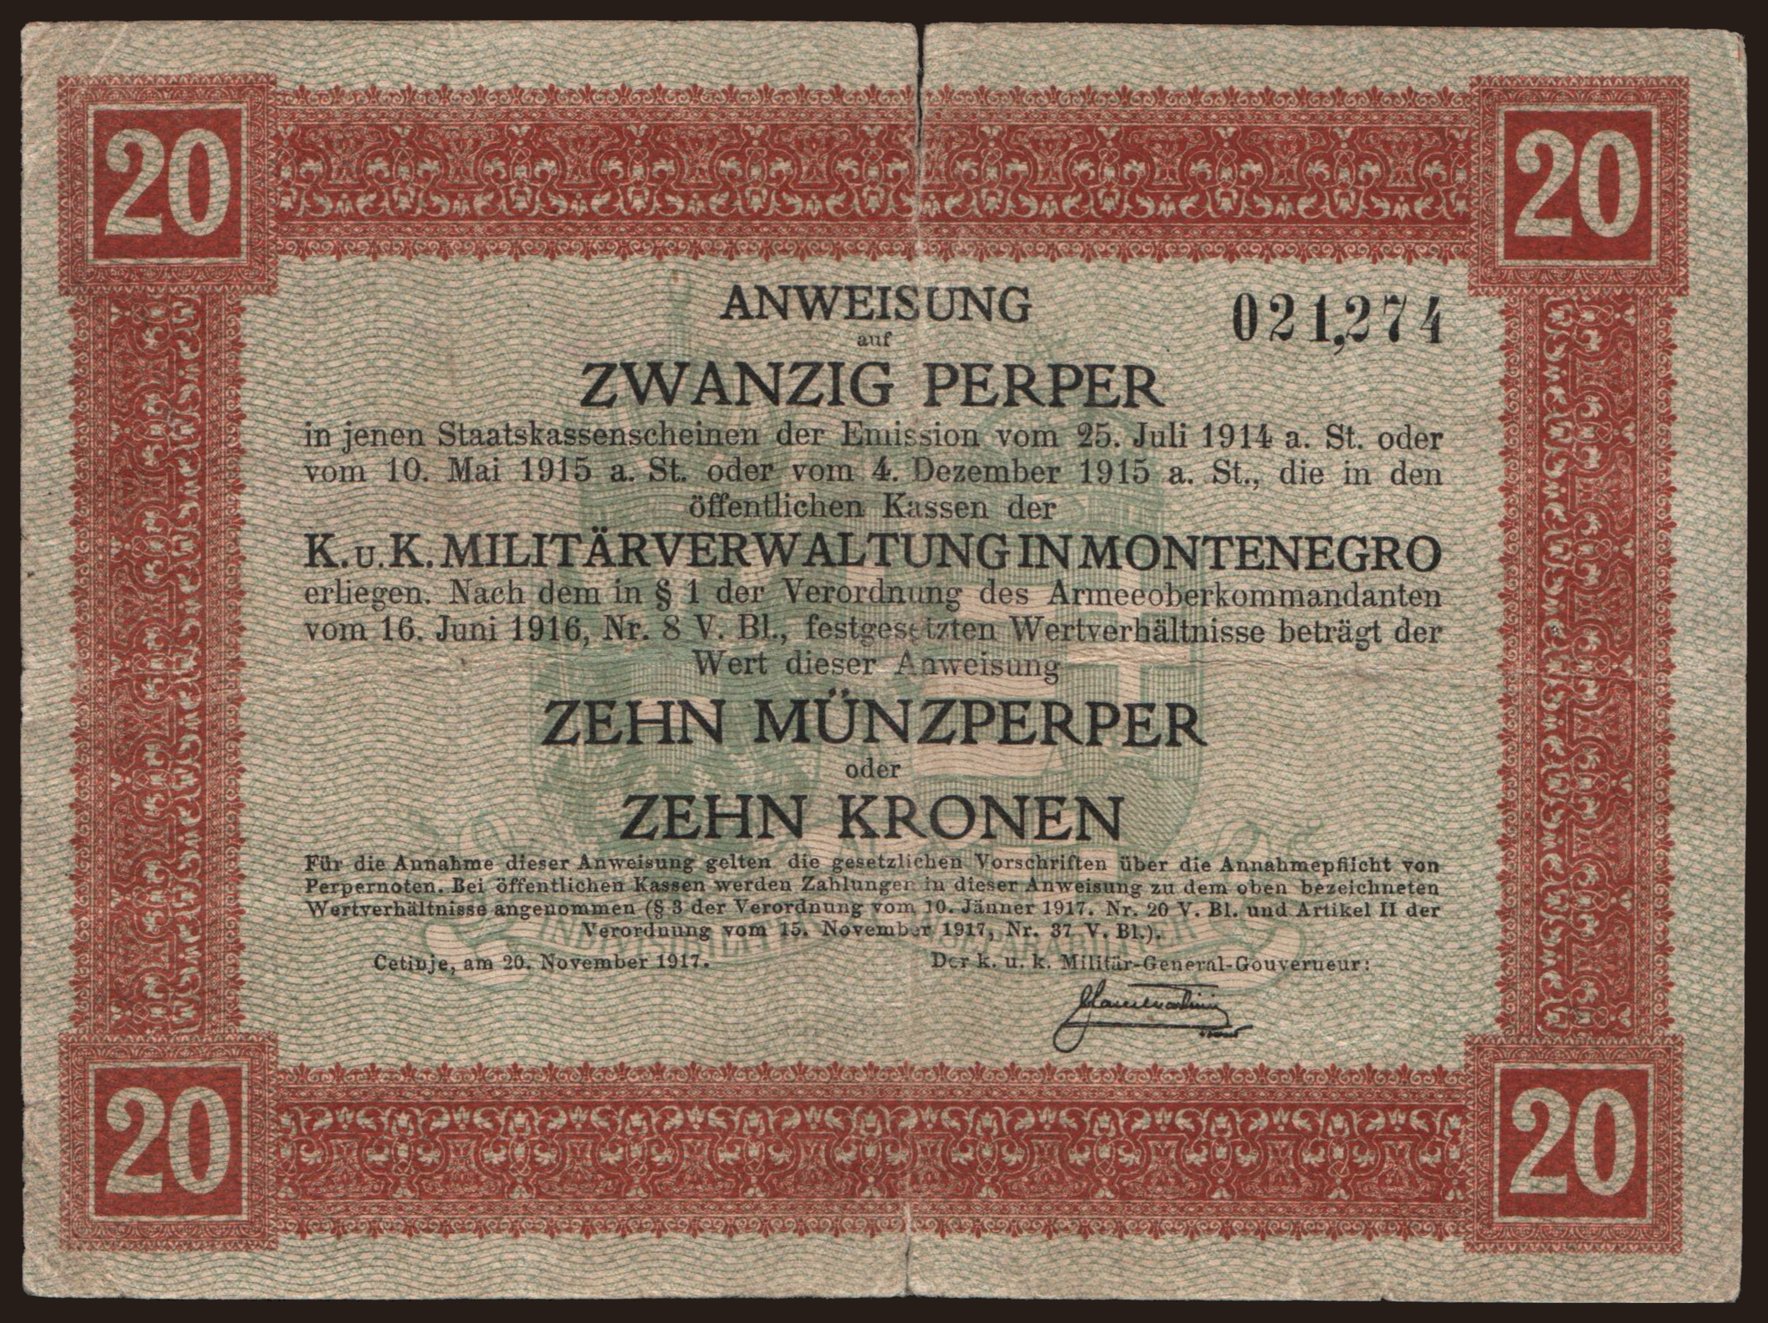 20 20
ANWEISUNG 021,274
auf
ZWANZIG PERPER
in jenen Staatskassenscheinen der Emission vom 25. Juli 1914 a. St. oder
vom 10. Mai 1915 a. St. oder vom 4. Dezember 1915 a. St., die in den
öffentlichen Kassen der
K. u. K. MILITÄRVERWALTUNG IN MONTENEGRO
erliegen. Nach dem in § 1 der Verordnung des Armeeoberkommandanten
vom 16. Juni 1916, Nr. 8 V. Bl., festgesetzten Wertverhältnisse beträgt der
Wert dieser Anweisung
ZEHN MÜNZPERPER
oder
ZEHN KRONEN
Für die Annahme dieser Anweisung gelten die gesetzlichen Vorschriften über die Annahmepflicht von
Perpernoten. Bei öffentlichen Kassen werden Zahlungen in dieser Anweisung zu dem oben bezeichneten
Wertverhältnisse angenommen (§ 3 der Verordnung vom 10. Jänner 1917. Nr. 20 V. Bl. und Artikel II der
Verordnung vom 15. November 1917, Nr. 37 V. Bl.).
Cetinje, am 20. November 1917. Der k. u. k. Militär-General-Gouverneur:
20 20